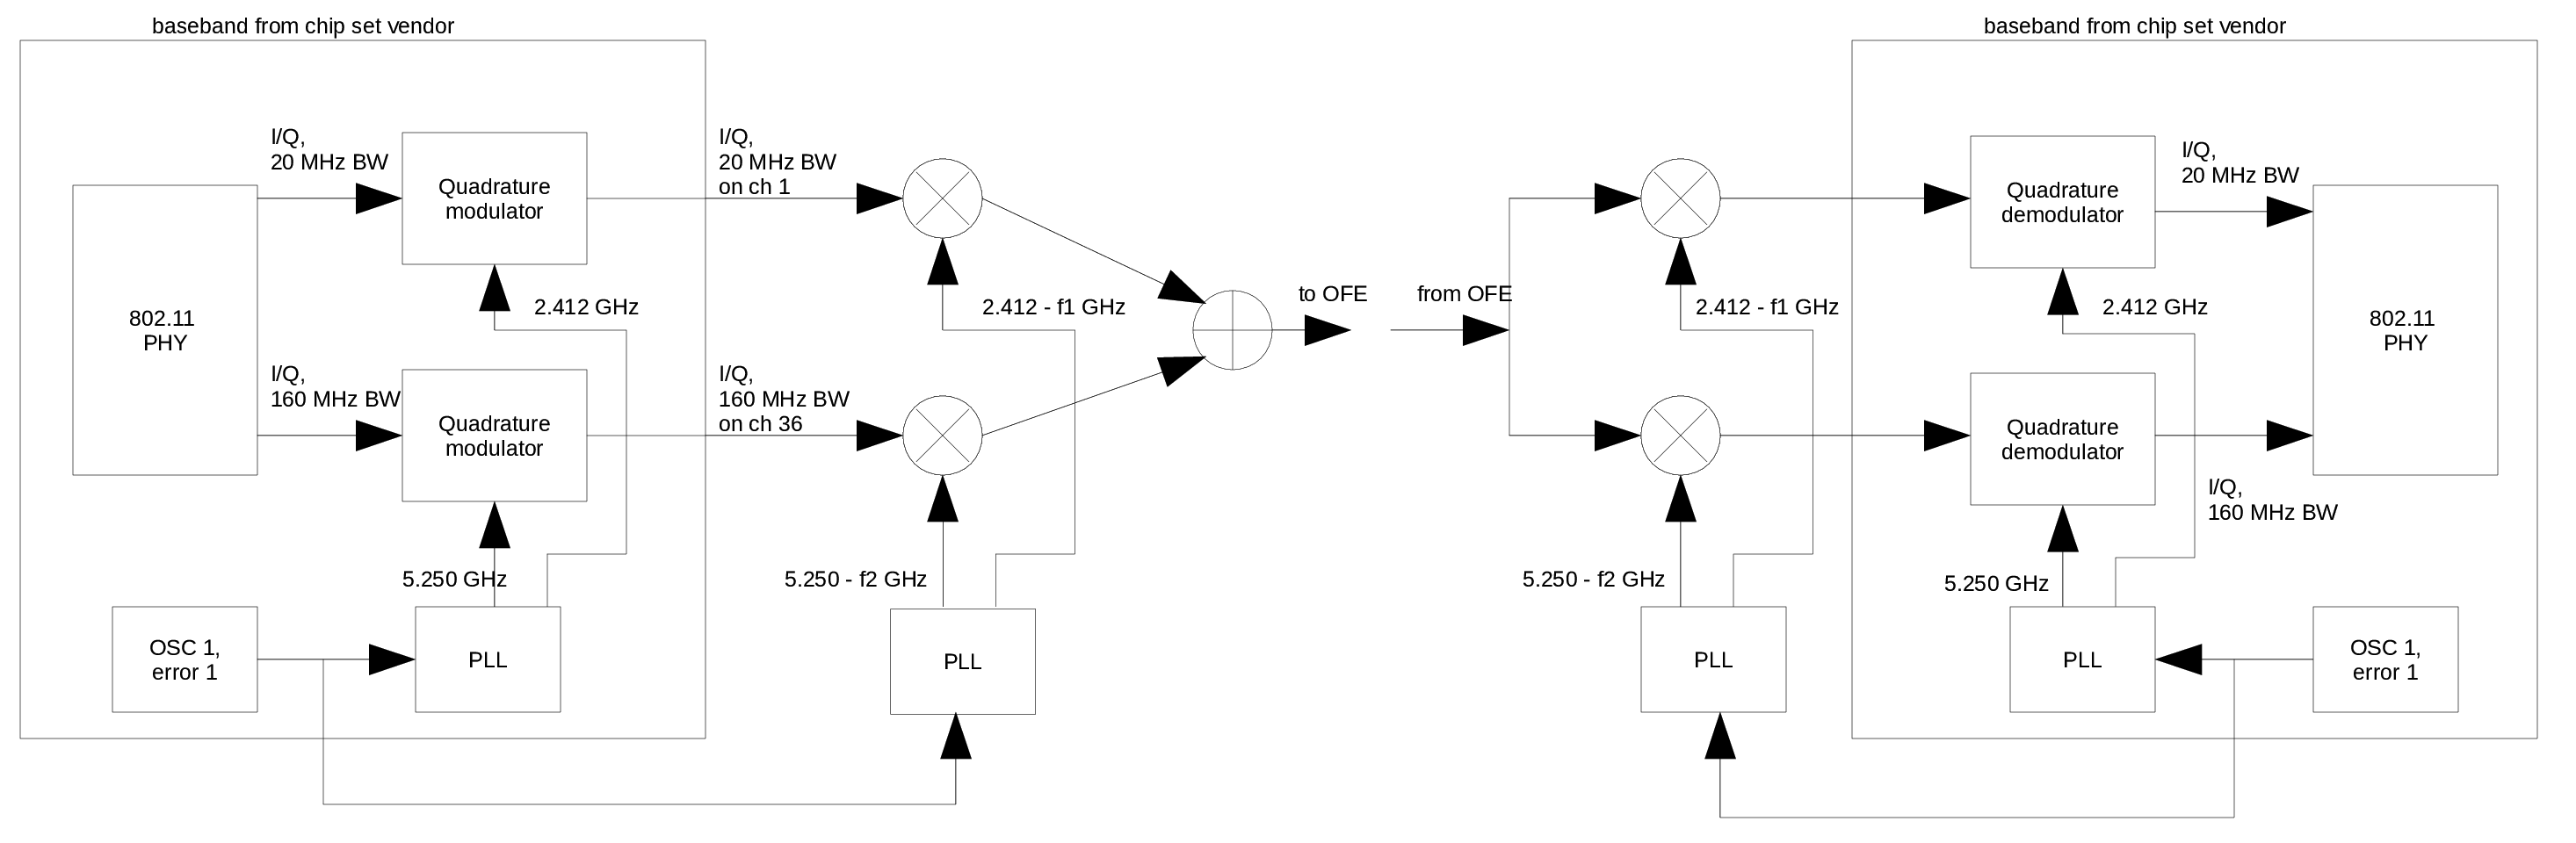 baseband from chip set vendor
I/Q,
20 MHz BW
Quadrature
modulator
I/Q,
20 MHz BW
on ch 1
802.11
PHY
2.412 GHz
I/Q,
160 MHz BW
Quadrature
modulator
I/Q,
160 MHz BW
on ch 36
5.250 GHz
OSC 1,
error 1
PLL
2.412 - f1 GHz
5.250 - f2 GHz
PLL
to OFE
from OFE
2.412 - f1 GHz
5.250 - f2 GHz
PLL
baseband from chip set vendor
Quadrature
demodulator
I/Q,
20 MHz BW
2.412 GHz
802.11
PHY
Quadrature
demodulator
I/Q,
160 MHz BW
5.250 GHz
PLL
OSC 1,
error 1